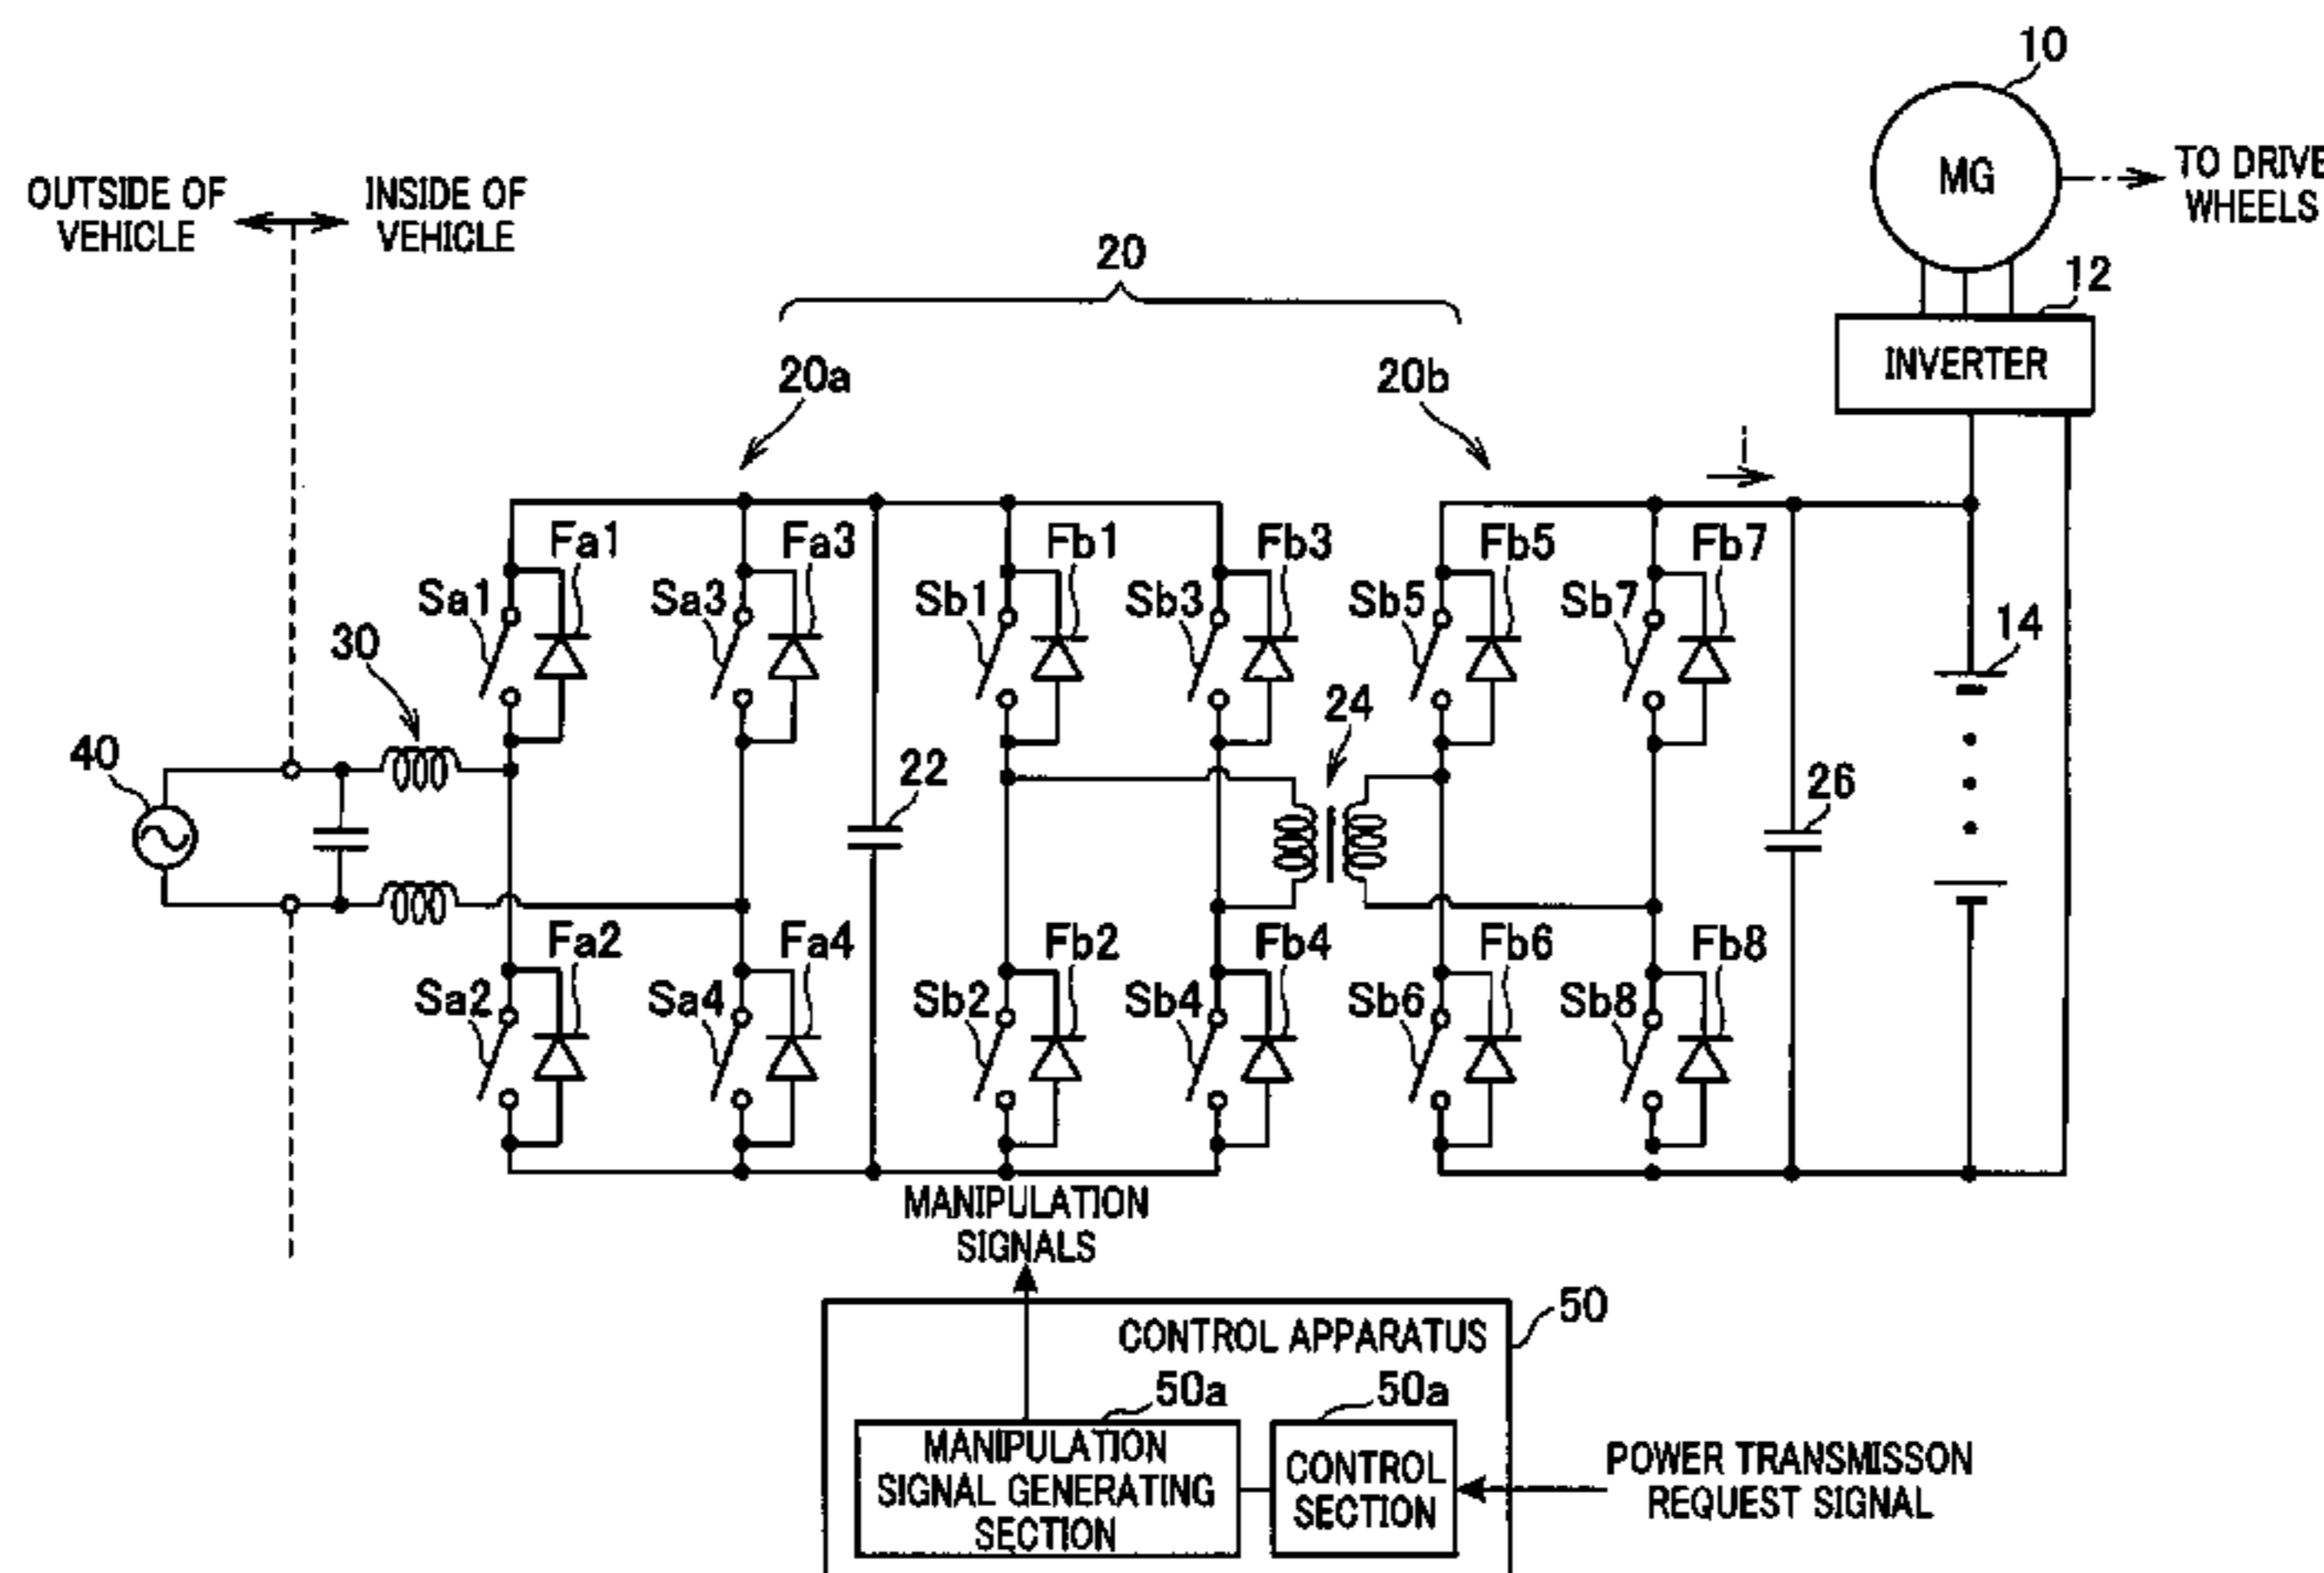 10
OUTSIDE OF
VEHICLE
INSIDE OF
VEHICLE
MG
TO DRIVE
WHEELS
20
12
INVERTER
20a
20b
i
Fa1
Fa3
Fb1
Fb3
Fb5
Fb7
Sa1
Sa3
Sb1
Sb3
Sb5
Sb7
14
30
24
40
22
26
Fa2
Fa4
Fb2
Fb4
Fb6
Fb8
Sa2
Sa4
Sb2
Sb4
Sb6
Sb8
MANIPULATION
SIGNALS
50
CONTROL APPARATUS
50a
50a
MANIPULATION
SIGNAL GENERATING
SECTION
CONTROL
SECTION
POWER TRANSMISSON
REQUEST SIGNAL